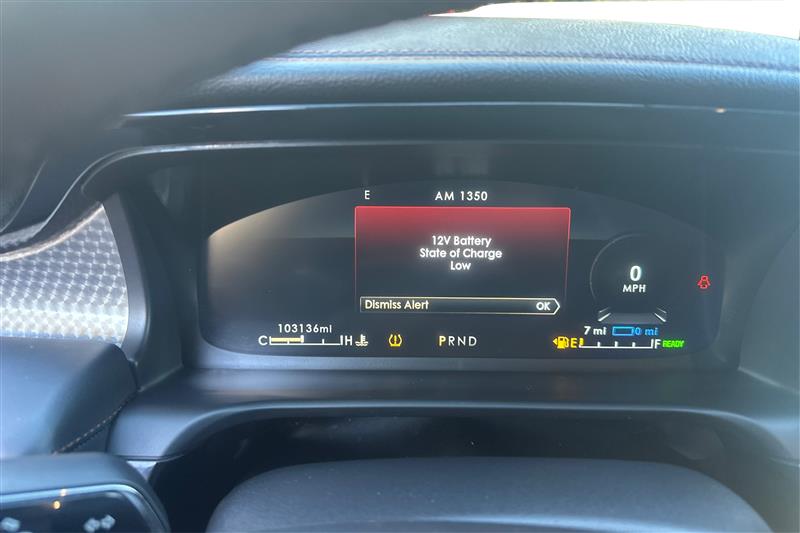 E
AM 1350
12V Battery
State of Charge
Low
Dismiss Alert OK
0
MPH
103136mi
C H
PRND
7 mi 0 mi
E F READY